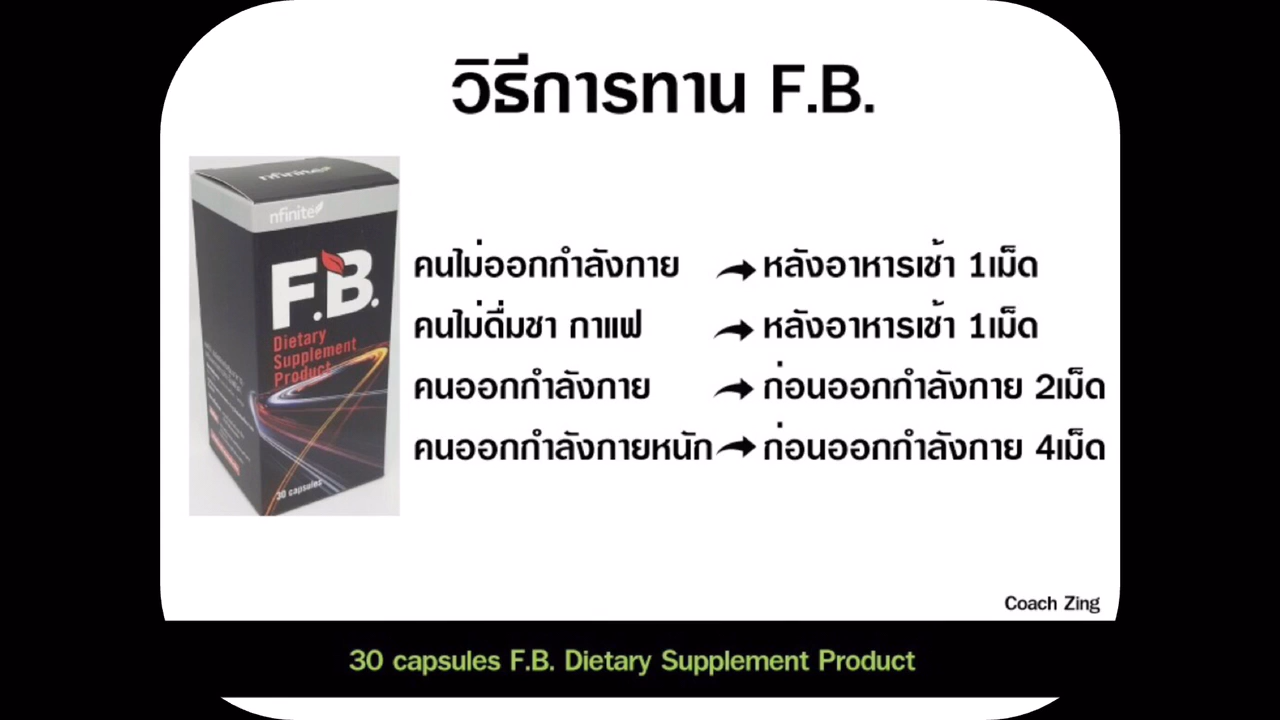 วิธีการทาน F.B.
nfinite
nfinite
F.B.
Dietary
Supplement
Product
30 capsules
คนไม่ออกกำลังกาย → หลังอาหารเช้า 1เม็ด
คนไม่ดื่มชา กาแฟ → หลังอาหารเช้า 1เม็ด
คนออกกำลังกาย → ก่อนออกกำลังกาย 2เม็ด
คนออกกำลังกายหนัก → ก่อนออกกำลังกาย 4เม็ด
Coach Zing
30 capsules F.B. Dietary Supplement Product